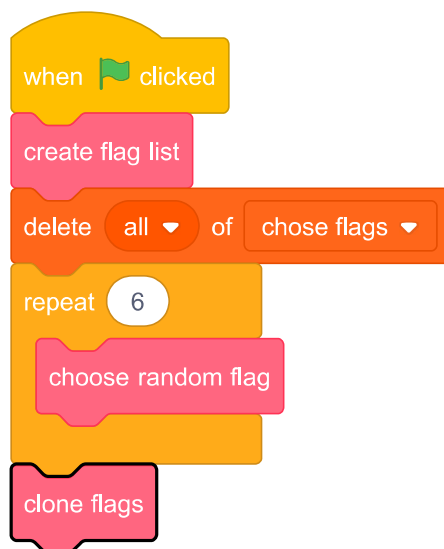 when clicked
create flag list
delete all of chose flags
repeat 6
choose random flag
clone flags